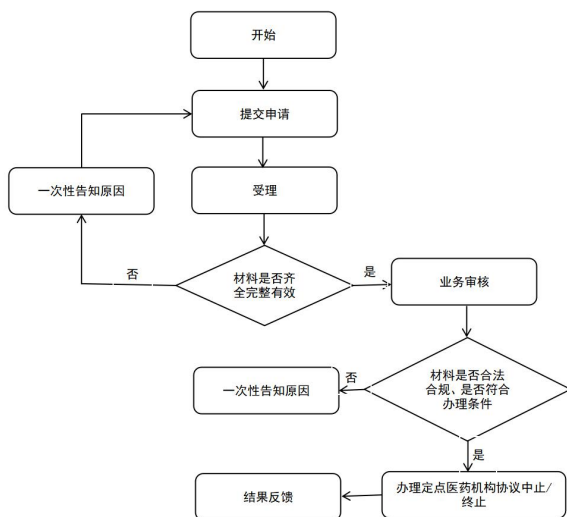 开始
提交申请
一次性告知原因
受理
否
材料是否齐
全完整有效
是
业务审核
材料是否合法
合规、是否符合
办理条件
否
一次性告知原因
是
办理定点医药机构协议中止/
终止
结果反馈